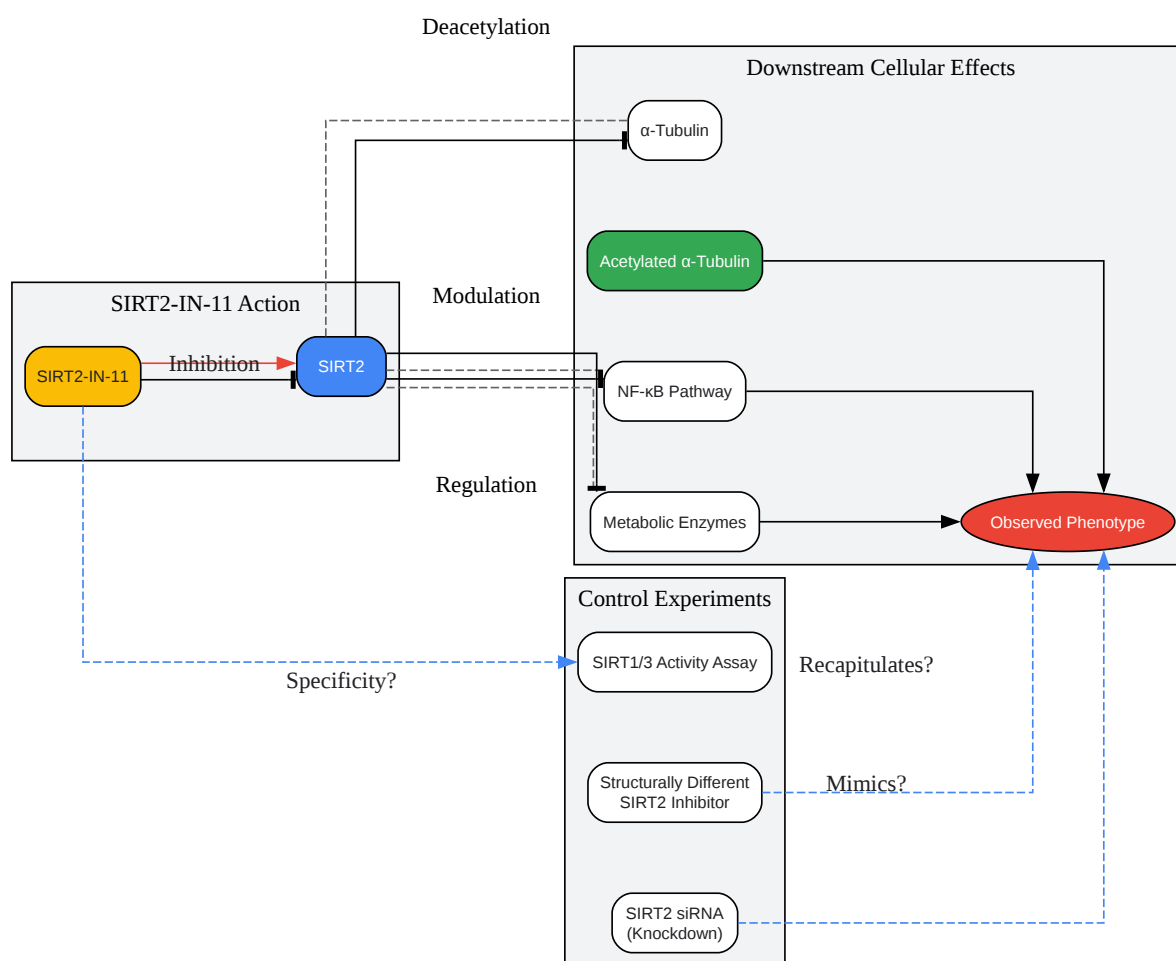 Deacetylation
Downstream Cellular Effects
α-Tubulin
Acetylated α-Tubulin
Modulation
SIRT2-IN-11 Action
Inhibition
SIRT2-IN-11
SIRT2
NF-κB Pathway
Regulation
Metabolic Enzymes
Observed Phenotype
Control Experiments
SIRT1/3 Activity Assay
Recapitulates?
Specificity?
Structurally Different
SIRT2 Inhibitor
Mimics?
SIRT2 siRNA
(Knockdown)